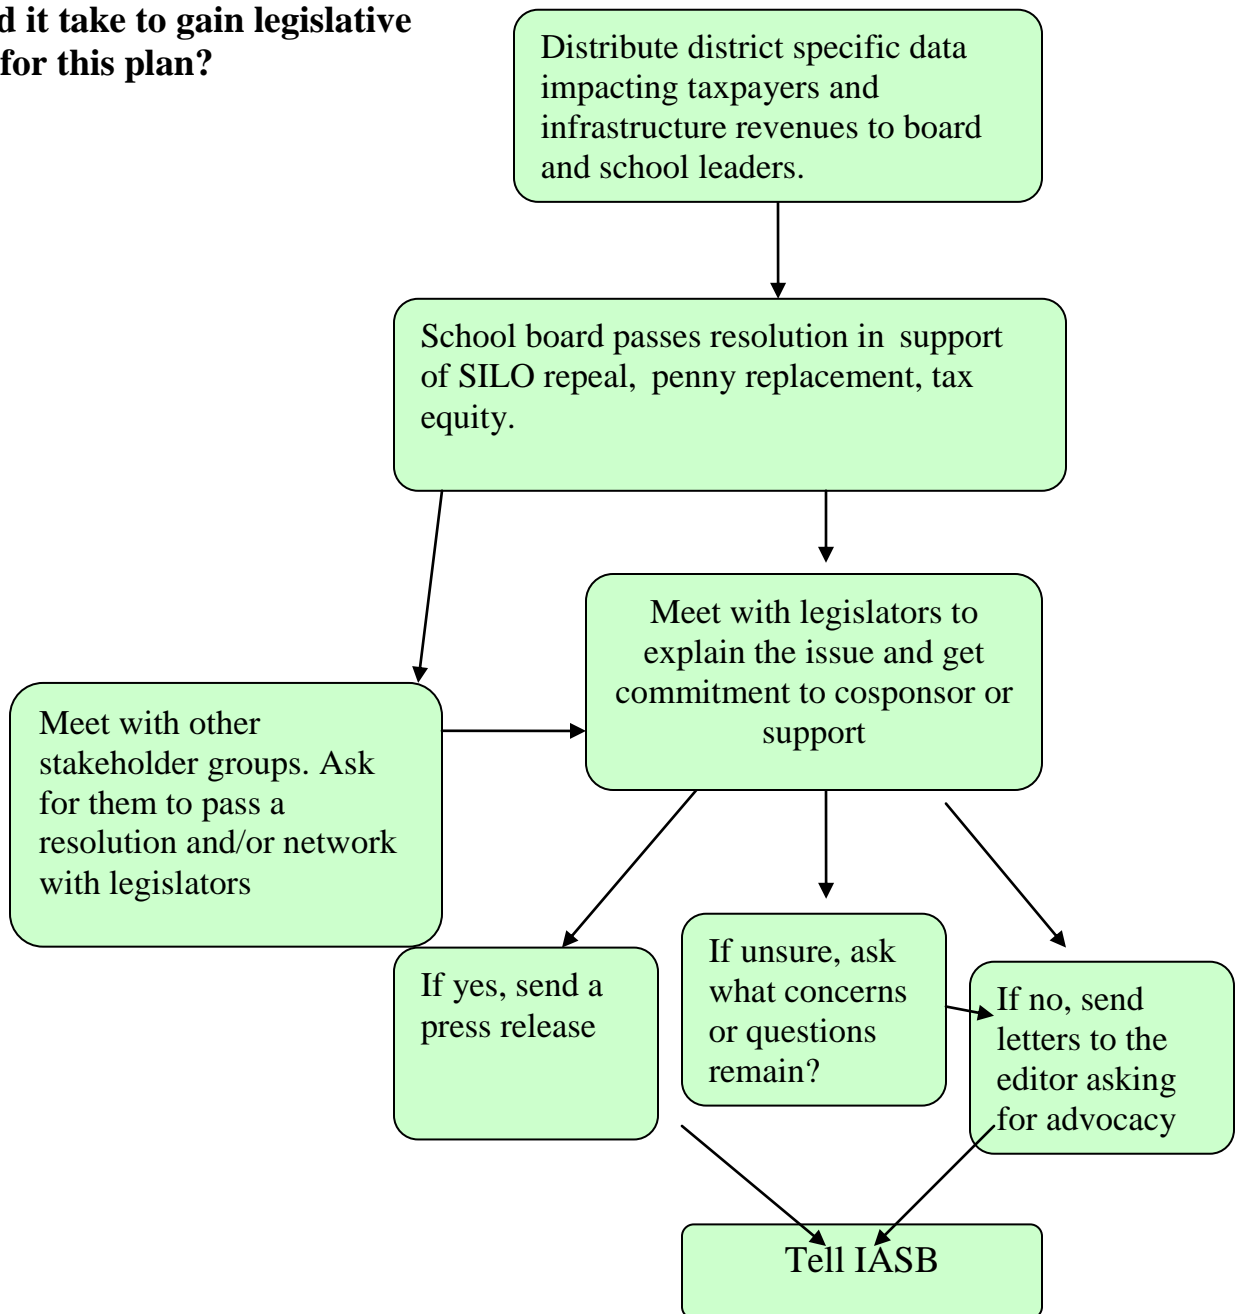 d it take to gain legislative
for this plan?
Distribute district specific data
impacting taxpayers and
infrastructure revenues to board
and school leaders.
School board passes resolution in support
of SILO repeal, penny replacement, tax
equity.
Meet with legislators to
explain the issue and get
commitment to cosponsor or
support
Meet with other
stakeholder groups. Ask
for them to pass a
resolution and/or network
with legislators
If yes, send a
press release
If unsure, ask
what concerns
or questions
remain?
If no, send
letters to the
editor asking
for advocacy
Tell IASB